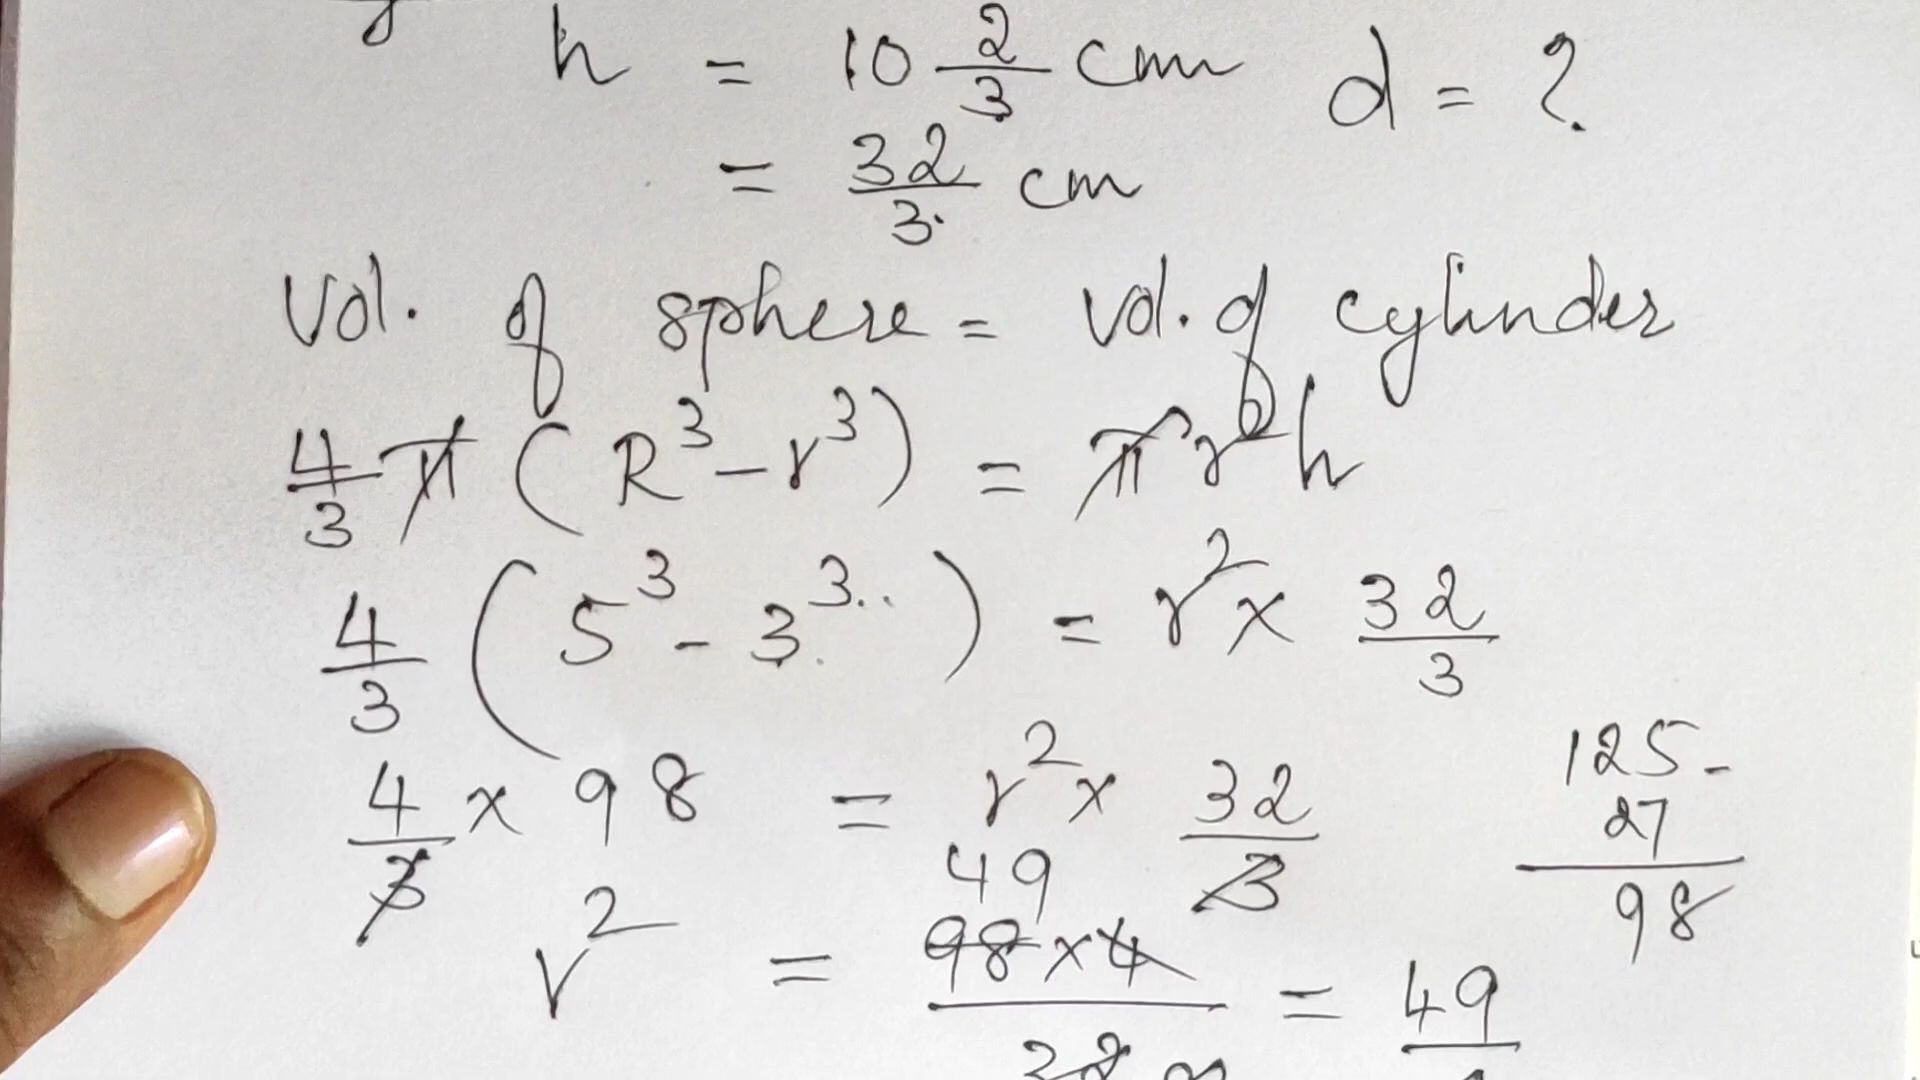 h = 10 2/3 cm d = ?
= 32/3 cm
Vol. of sphere = Vol. of cylinder
4/3 π (R³ - r³) = πr²h
4/3 (5³ - 3³) = r² x 32/3
4/3 x 98 = r² x 32/3
125 -
27
98
49
r² = 98 x 4 / 32 = 49